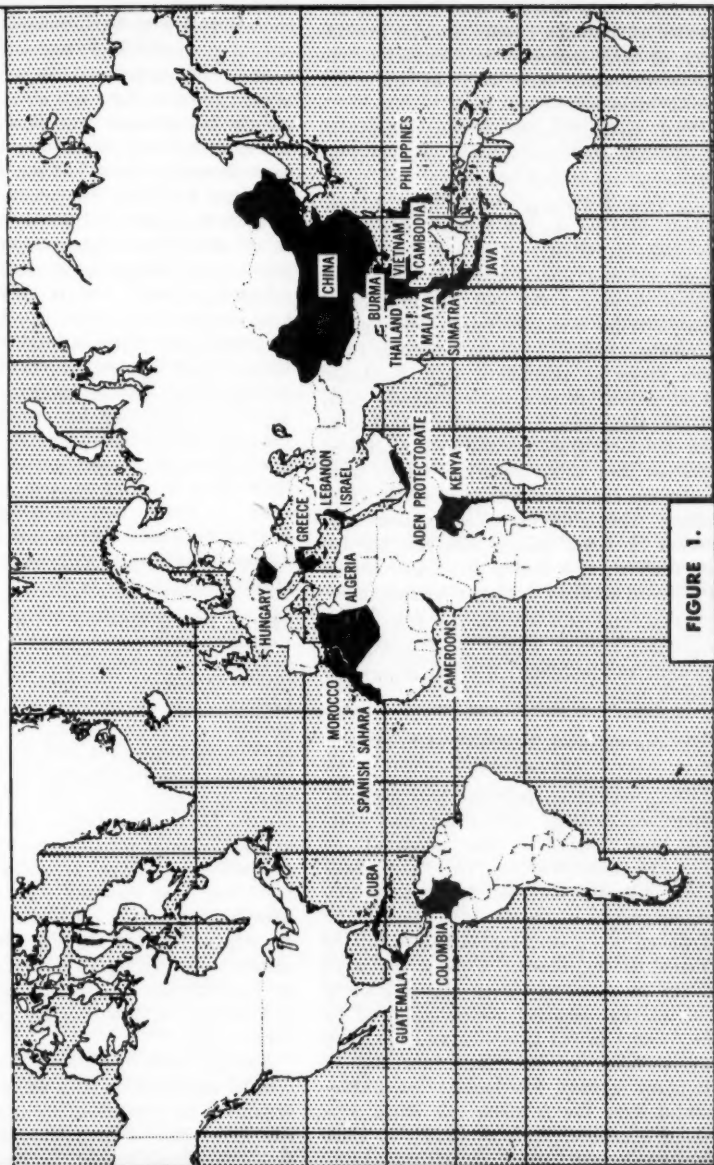 GUATEMALA
COLOMBIA
CUBA
SPANISH SAHARA
MOROCCO
HUNGARY
ALGERIA
CAMEROONS
GREECE
LEBANON
ISRAEL
ADEN PROTECTORATE
KENYA
CHINA
BURMA
THAILAND
VIETNAM
CAMBODIA
MALAYA
SUMATRA
PHILIPPINES
JAVA
FIGURE 1.